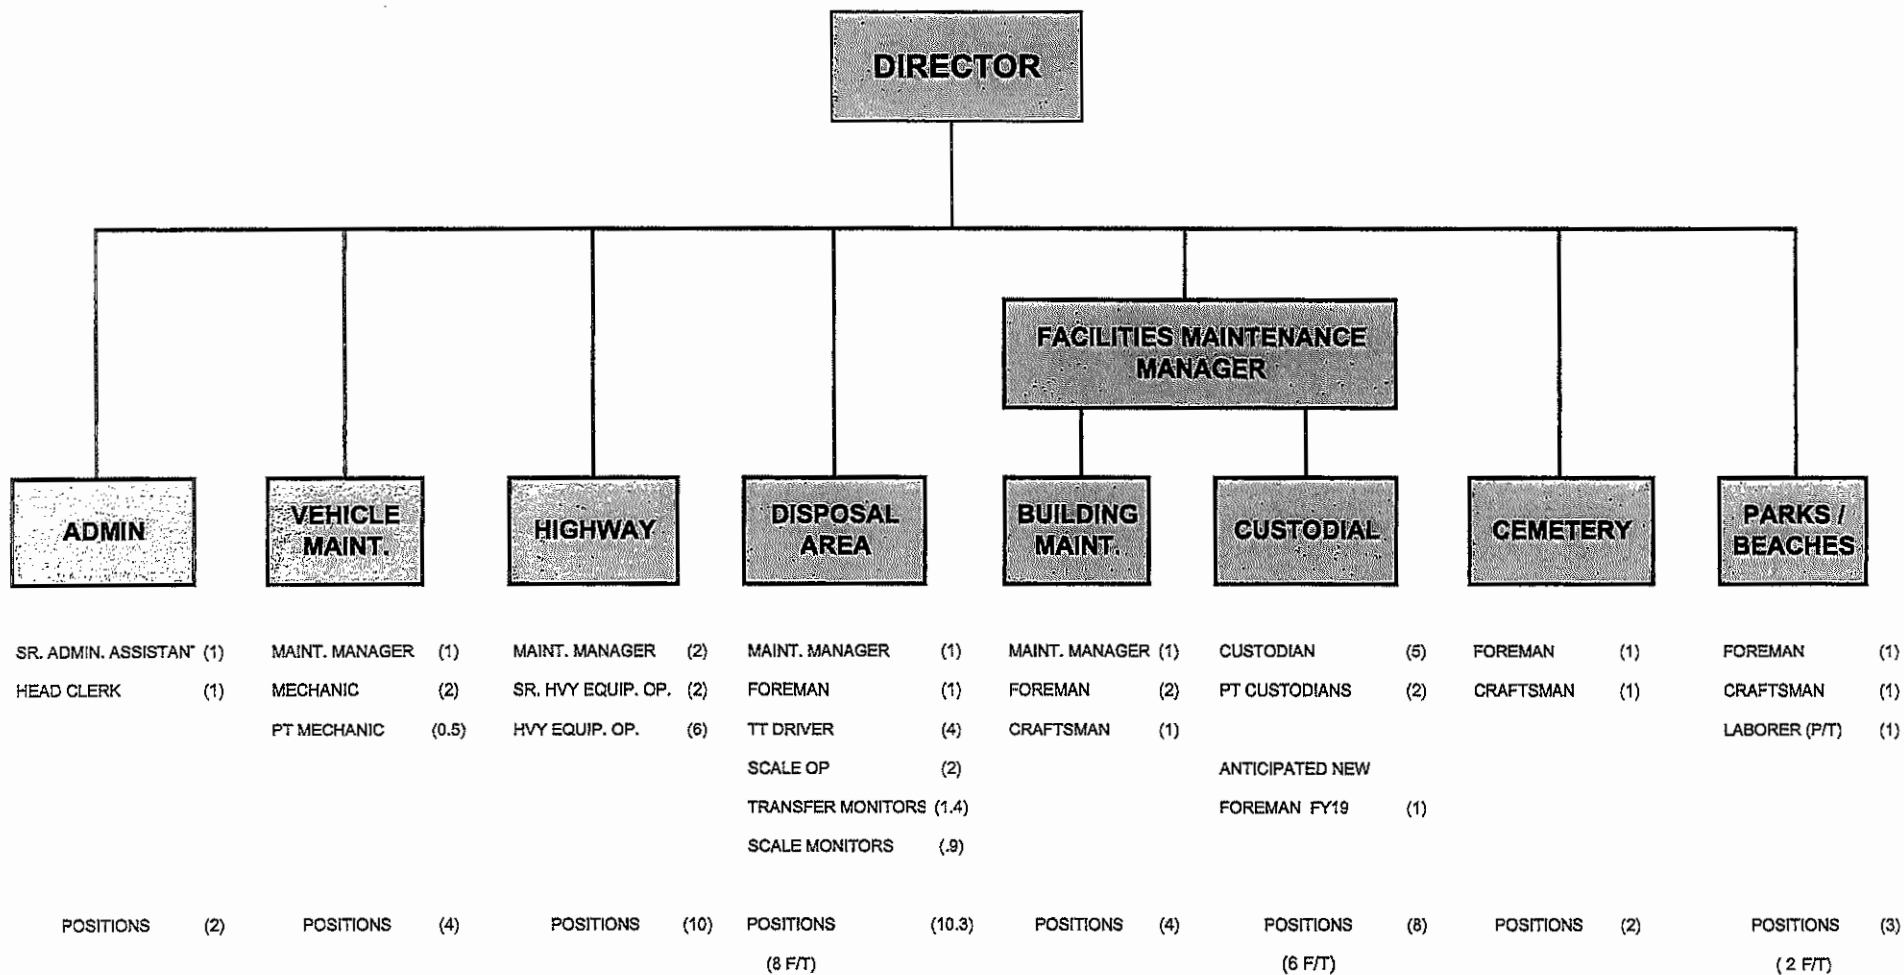 DIRECTOR
FACILITIES MAINTENANCE
MANAGER
ADMIN
VEHICLE
MAINT.
HIGHWAY
DISPOSAL
AREA
BUILDING
MAINT.
CUSTODIAL
CEMETERY
PARKS /
BEACHES
SR. ADMIN. ASSISTANT (1)
HEAD CLERK (1)
POSITIONS (2)
MAINT. MANAGER (1)
MECHANIC (2)
PT MECHANIC (0.5)
POSITIONS (4)
MAINT. MANAGER (2)
SR. HVY EQUIP. OP. (2)
HVY EQUIP. OP. (6)
POSITIONS (10)
MAINT. MANAGER (1)
FOREMAN (1)
TT DRIVER (4)
SCALE OP (2)
TRANSFER MONITORS (1.4)
SCALE MONITORS (.9)
POSITIONS (10.3)
(8 F/T)
MAINT. MANAGER (1)
FOREMAN (2)
CRAFTSMAN (1)
POSITIONS (4)
CUSTODIAN (5)
PT CUSTODIANS (2)
ANTICIPATED NEW
FOREMAN FY19 (1)
POSITIONS (8)
(6 F/T)
FOREMAN (1)
CRAFTSMAN (1)
POSITIONS (2)
FOREMAN (1)
CRAFTSMAN (1)
LABORER (P/T) (1)
POSITIONS (3)
( 2 F/T)